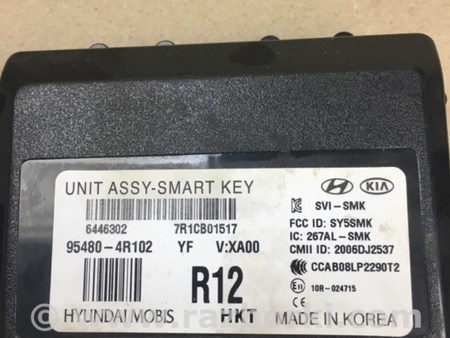 UNIT ASSY-SMART KEY
KIA
6446302 7R1CB01517
SVI-SMK
95480-4R102 YF V:XA00
FCC ID: SY5SMK
IC: 267AL-SMK
CMII ID: 2006DJ2537
CCAB08LP2290T2
R12
10R-024715
HYUNDAI MOBIS HKT MADE IN KOREA